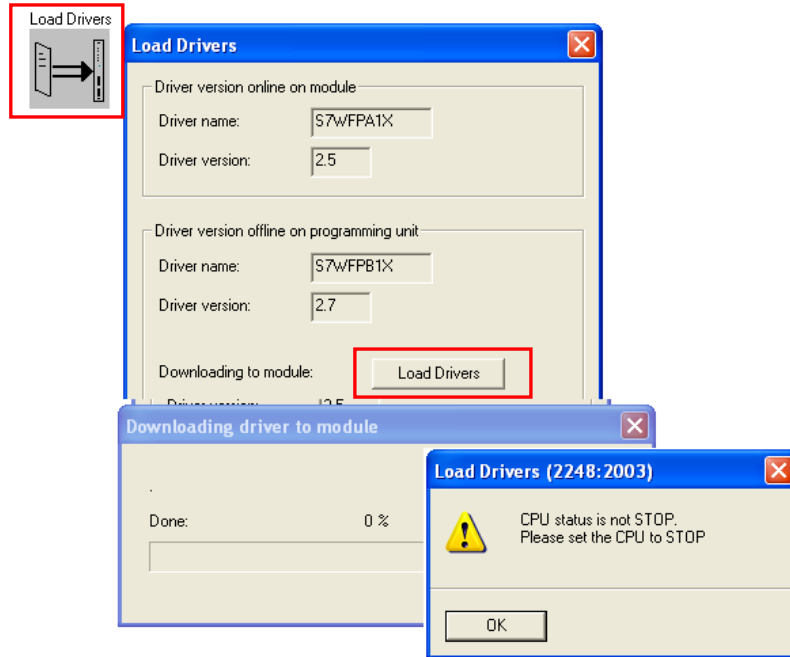 Load Drivers
Load Drivers
Driver version online on module
Driver name: S7WFPA1X
Driver version: 2.5
Driver version offline on programming unit
Driver name: S7WFPB1X
Driver version: 2.7
Downloading to module: Load Drivers
Downloading driver to module
.
Done: 0 %
Load Drivers (2248:2003)
CPU status is not STOP.
Please set the CPU to STOP
OK